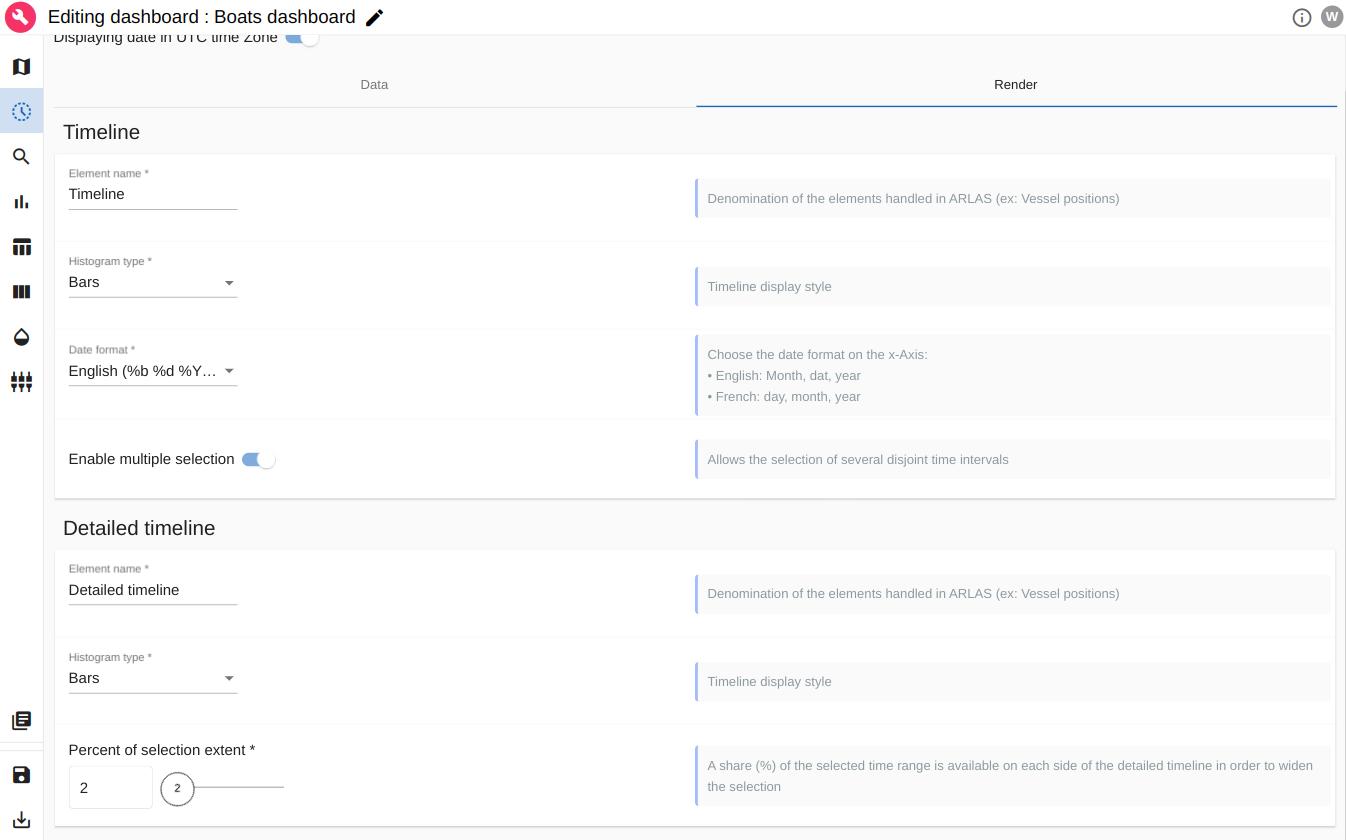 Editing dashboard : Boats dashboard
W
Displaying date in UTC time Zone
Data
Render
Timeline
Element name *
Timeline
Denomination of the elements handled in ARLAS (ex: Vessel positions)
Histogram type *
Bars
Timeline display style
Date format *
English (%b %d %Y…
Choose the date format on the x-Axis:
• English: Month, dat, year
• French: day, month, year
Enable multiple selection
Allows the selection of several disjoint time intervals
Detailed timeline
Element name *
Detailed timeline
Denomination of the elements handled in ARLAS (ex: Vessel positions)
Histogram type *
Bars
Timeline display style
Percent of selection extent *
2
2
A share (%) of the selected time range is available on each side of the detailed timeline in order to widen
the selection